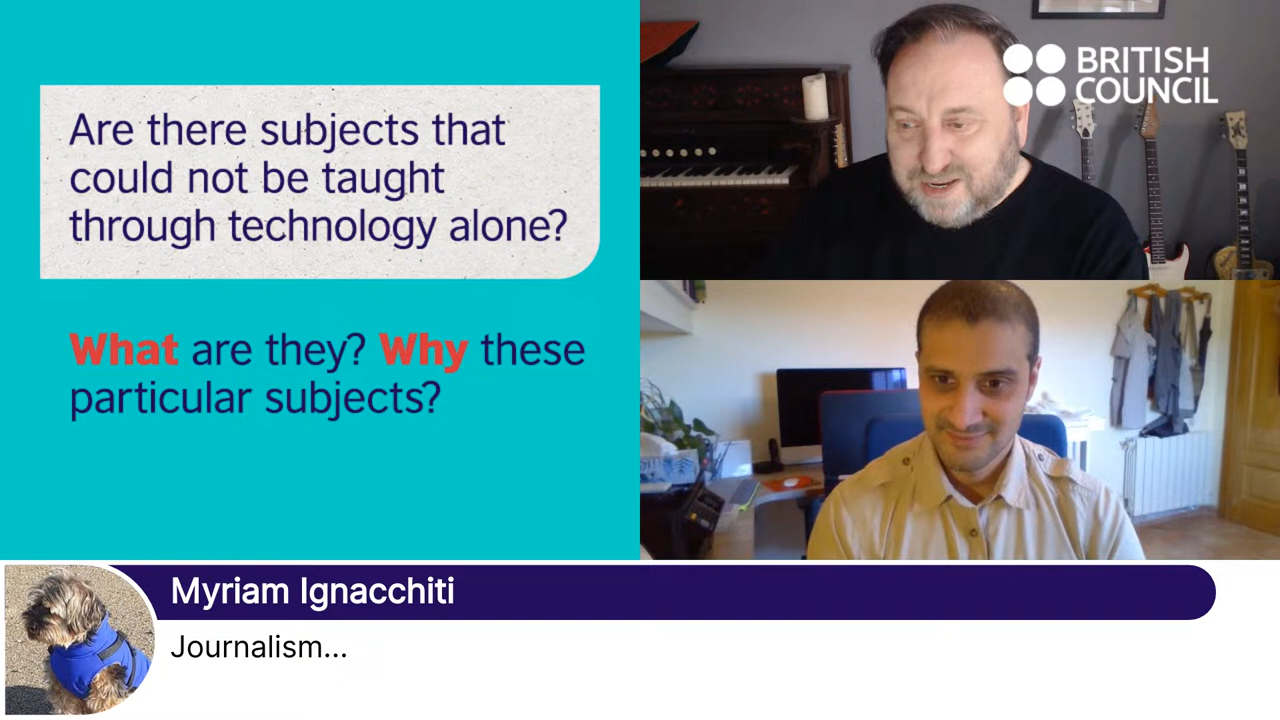 Are there subjects that
could not be taught
through technology alone?
What are they? Why these
particular subjects?
BRITISH
COUNCIL
Myriam Ignacchiti
Journalism...